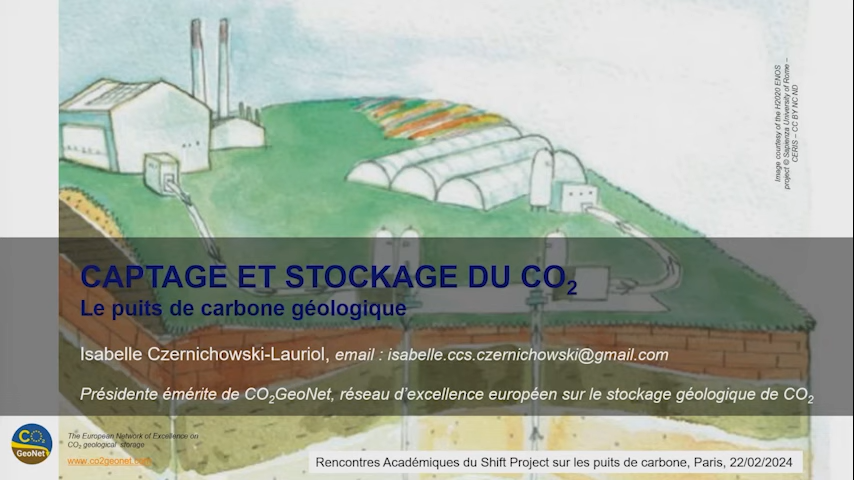 Image courtesy of the H2020 ENOS
project © Sapienza University of Rome –
CERIS – CC BY NC ND
CAPTAGE ET STOCKAGE DU CO₂
Le puits de carbone géologique
Isabelle Czernichowski-Lauriol, email : isabelle.ccs.czernichowski@gmail.com
Présidente émérite de CO₂GeoNet, réseau d’excellence européen sur le stockage géologique de CO₂
CO₂
GeoNet
The European Network of Excellence on
CO₂ geological storage
Rencontres Académiques du Shift Project sur les puits de carbone, Paris, 22/02/2024